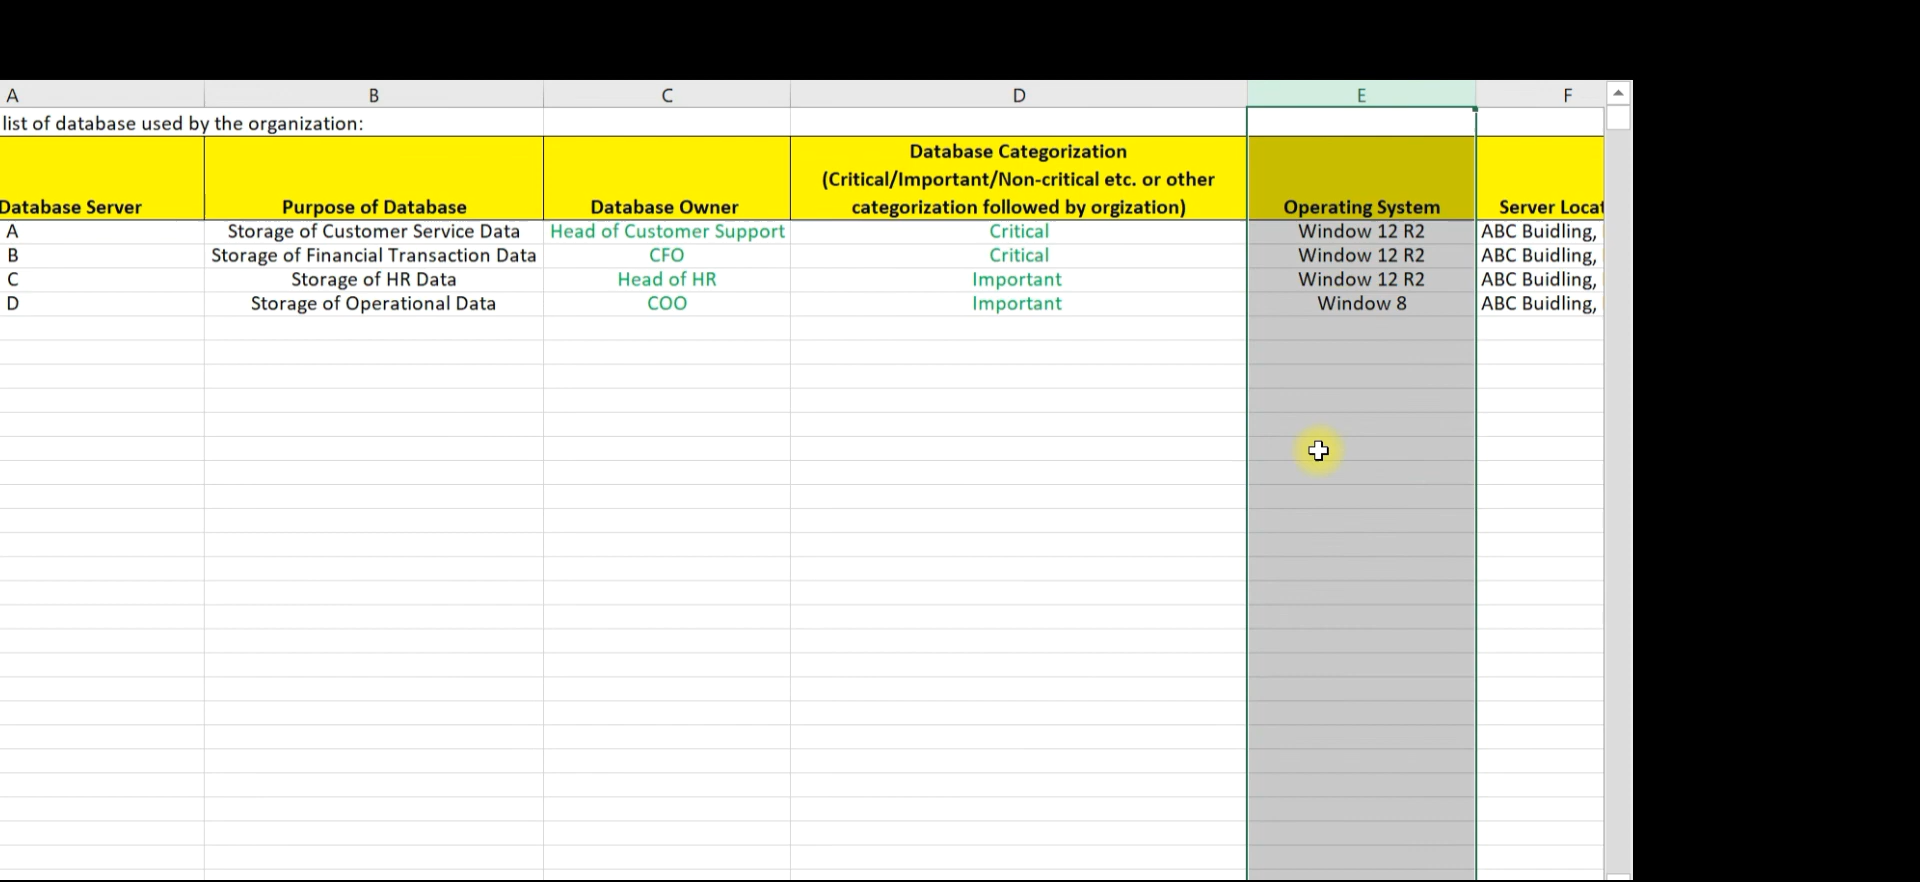 A B C D E F
list of database used by the organization:
Database Categorization
(Critical/Important/Non-critical etc. or other
Database Server Purpose of Database Database Owner categorization followed by orgization) Operating System Server Locat
A Storage of Customer Service Data Head of Customer Support Critical Window 12 R2 ABC Buidling,
B Storage of Financial Transaction Data CFO Critical Window 12 R2 ABC Buidling,
C Storage of HR Data Head of HR Important Window 12 R2 ABC Buidling,
D Storage of Operational Data COO Important Window 8 ABC Buidling,